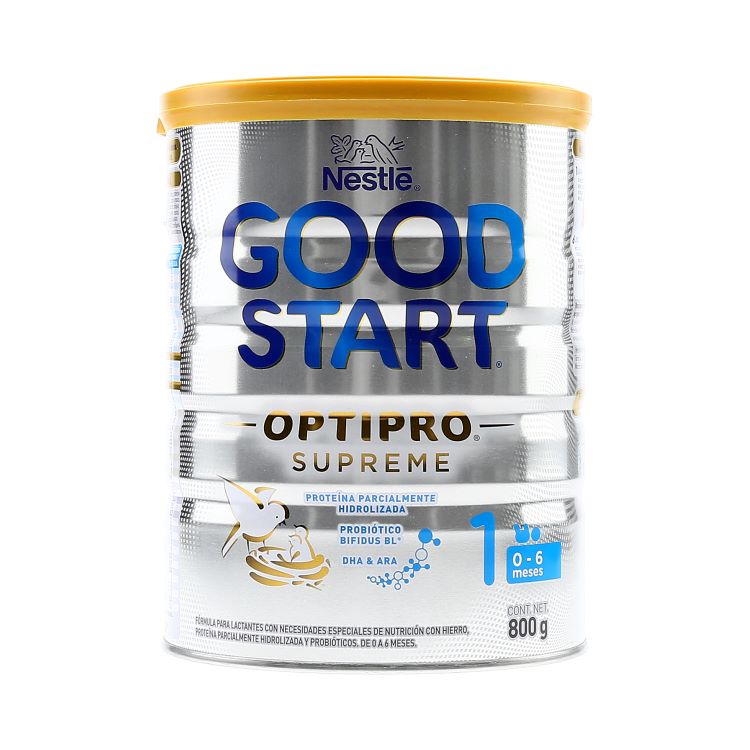 Nestlé®
GOOD
START®
OPTIPRO®
SUPREME
PROTEÍNA PARCIALMENTE
HIDROLIZADA
PROBIÓTICO
BIFIDUS BL*
DHA & ARA
1
0 - 6
meses
CONT. NET.
800 g
FÓRMULA PARA LACTANTES CON NECESIDADES ESPECIALES DE NUTRICIÓN CON HIERRO,
PROTEÍNA PARCIALMENTE HIDROLIZADA Y PROBIÓTICOS. DE 0 A 6 MESES.